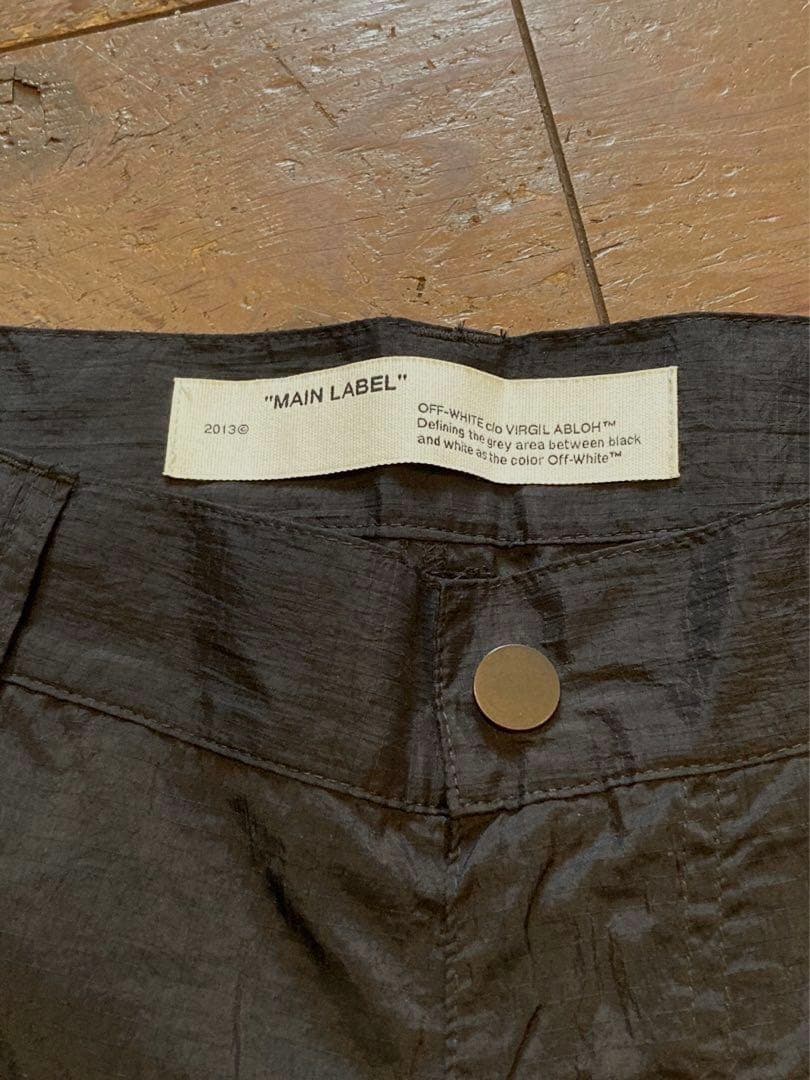 "MAIN LABEL"
2013©
OFF-WHITE c/o VIRGIL ABLOH™
Defining the grey area between black
and white as the color Off-White™